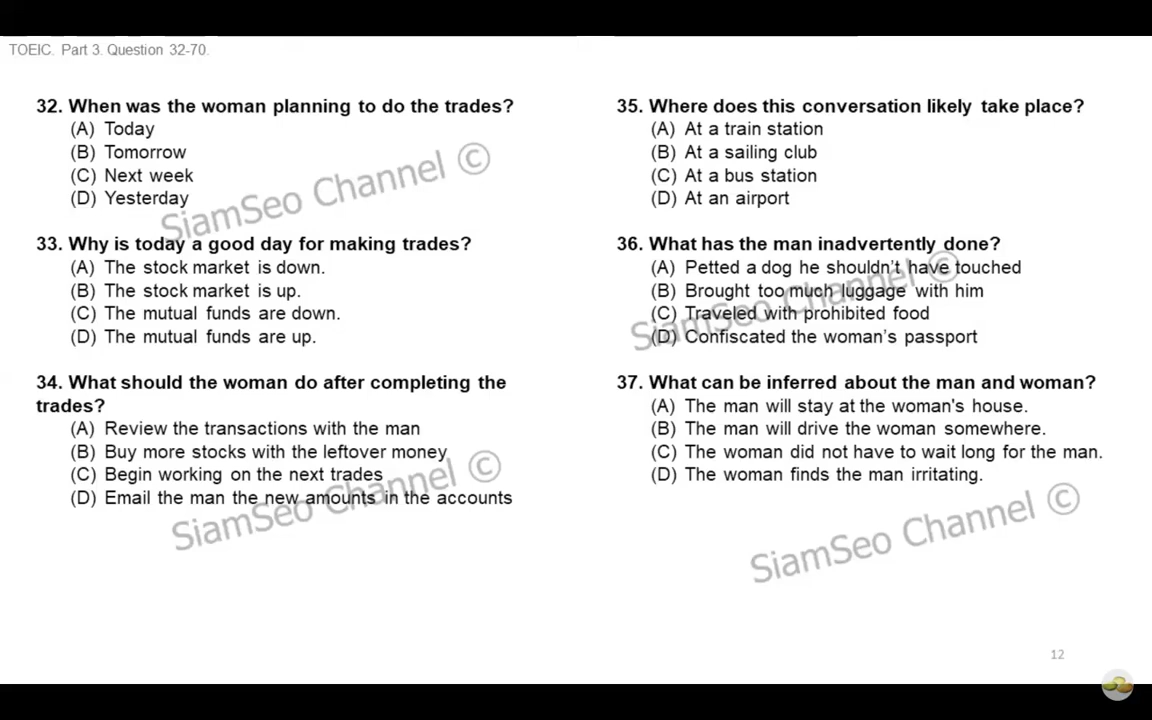 TOEIC. Part 3. Question 32-70.
32. When was the woman planning to do the trades?
(A) Today
(B) Tomorrow
(C) Next week
(D) Yesterday
SiamSeo Channel ©
33. Why is today a good day for making trades?
(A) The stock market is down.
(B) The stock market is up.
(C) The mutual funds are down.
(D) The mutual funds are up.
34. What should the woman do after completing the
trades?
(A) Review the transactions with the man
(B) Buy more stocks with the leftover money
(C) Begin working on the next trades
(D) Email the man the new amounts in the accounts
SiamSeo Channel ©
35. Where does this conversation likely take place?
(A) At a train station
(B) At a sailing club
(C) At a bus station
(D) At an airport
36. What has the man inadvertently done?
(A) Petted a dog he shouldn't have touched
(B) Brought too much luggage with him
(C) Traveled with prohibited food
(D) Confiscated the woman's passport
SiamSeo Channel ©
37. What can be inferred about the man and woman?
(A) The man will stay at the woman's house.
(B) The man will drive the woman somewhere.
(C) The woman did not have to wait long for the man.
(D) The woman finds the man irritating.
SiamSeo Channel ©
12